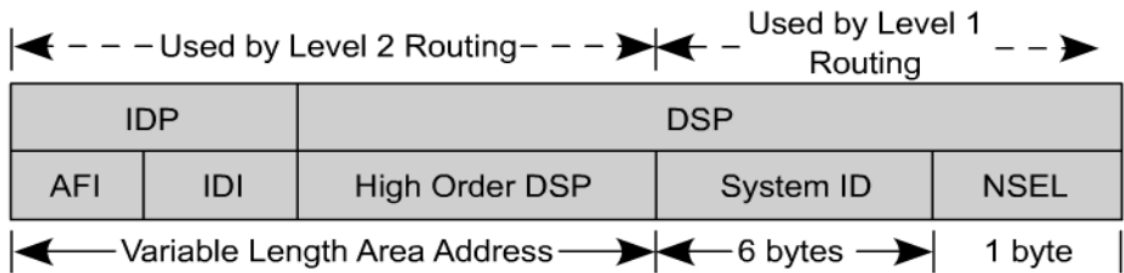 Used by Level 2 Routing
Used by Level 1
Routing
IDP
DSP
AFI
IDI
High Order DSP
System ID
NSEL
Variable Length Area Address
6 bytes
1 byte